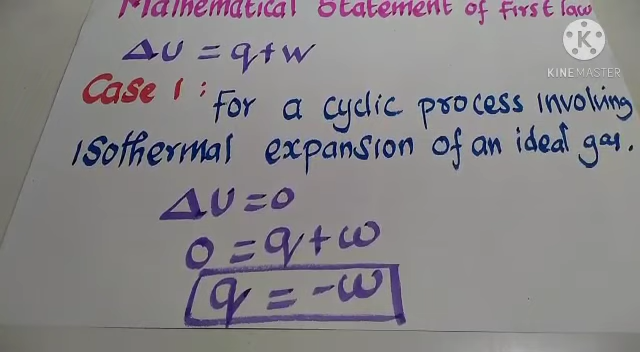 Mathematical Statement of First law
ΔU = q+w
KINEMASTER
Case 1 : For a cyclic process involving
isothermal expansion of an ideal gas.
ΔU=0
0 = q+w
q = -w